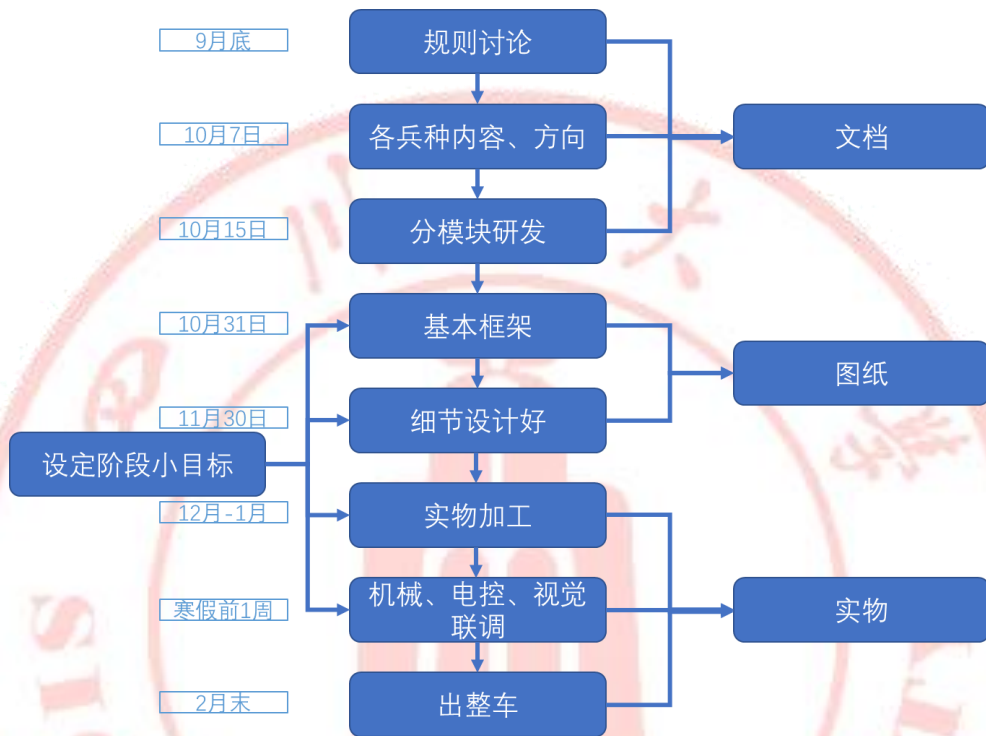 9月底
规则讨论
10月7日
各兵种内容、方向
文档
10月15日
分模块研发
10月31日
基本框架
图纸
11月30日
细节设计好
设定阶段小目标
12月-1月
实物加工
寒假前1周
机械、电控、视觉
联调
实物
2月末
出整车